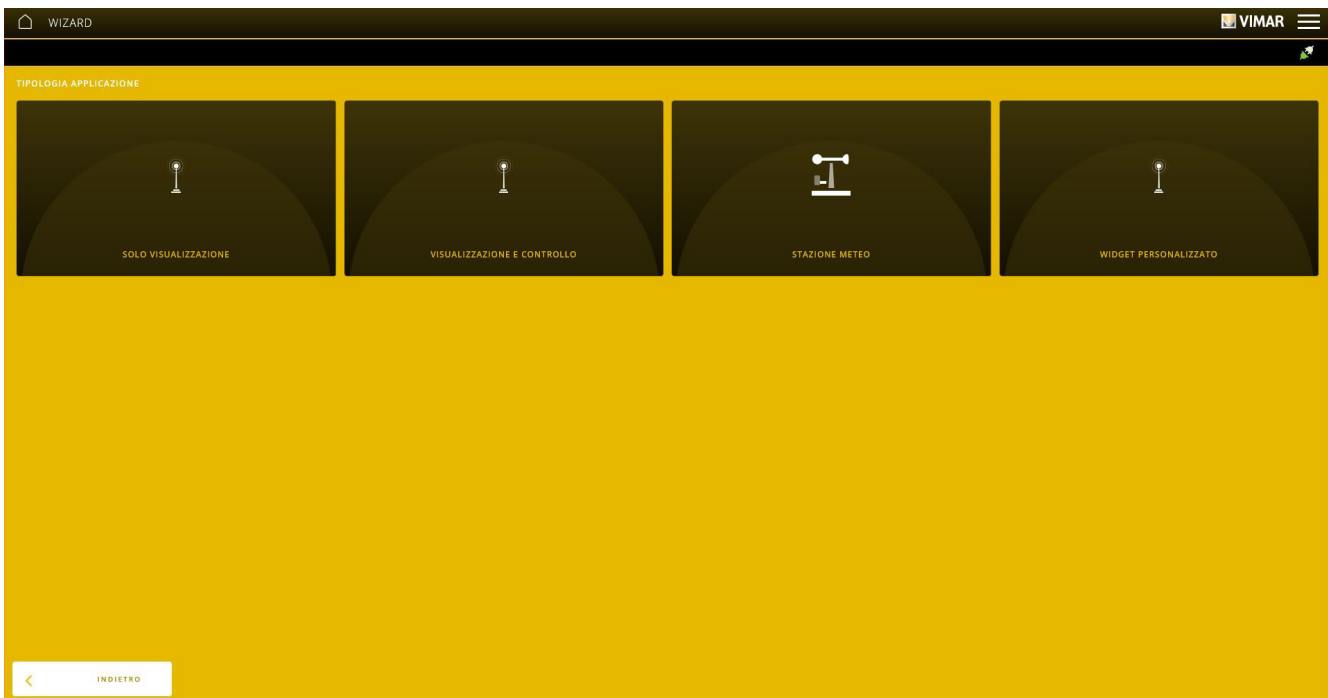 WIZARD
VIMAR
TIPOLOGIA APPLICAZIONE
SOLO VISUALIZZAZIONE
VISUALIZZAZIONE E CONTROLLO
STAZIONE METEO
WIDGET PERSONALIZZATO
INDIETRO